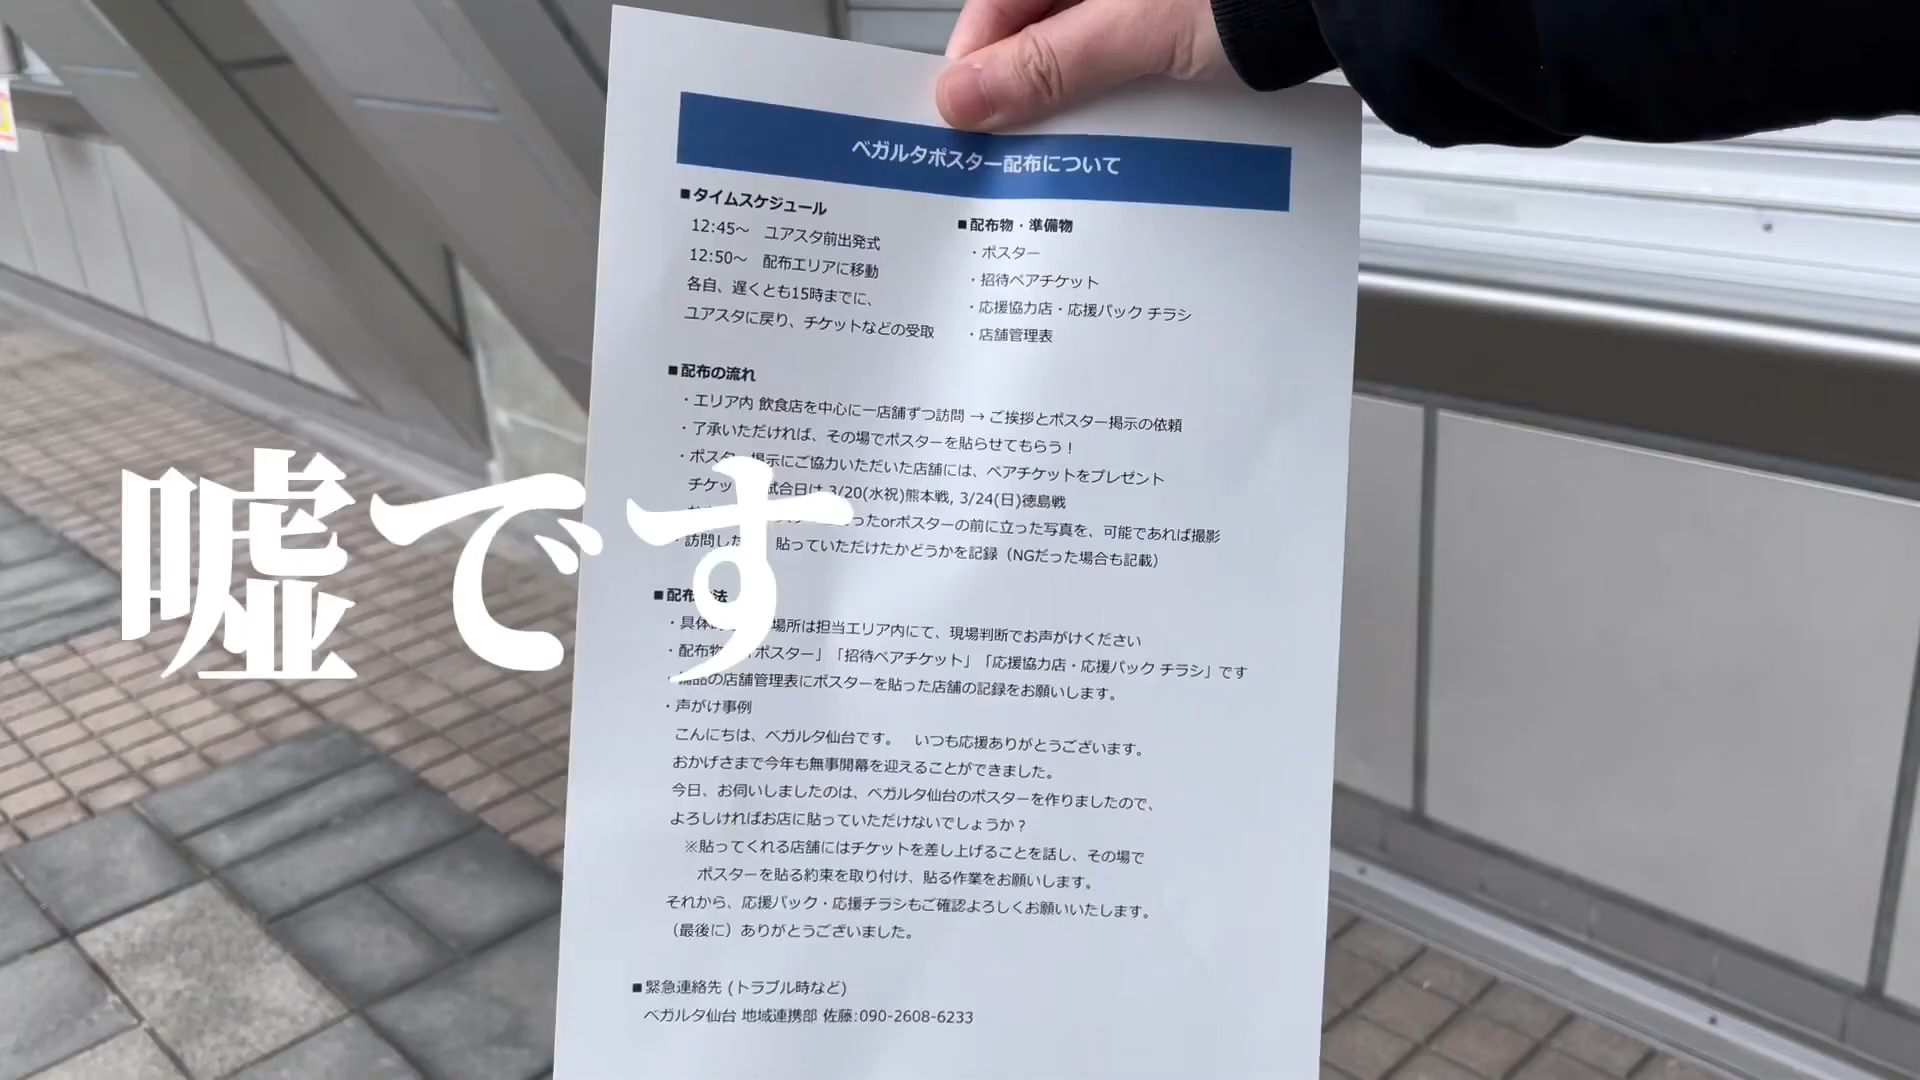 ベガルタポスター配布について
■タイムスケジュール
12:45～ ユアスタ前出発式
12:50～ 配布エリアに移動
各自、遅くとも15時までに、
ユアスタに戻り、チケットなどの受取
■配布物・準備物
・ポスター
・招待ペアチケット
・応援協力店・応援パック チラシ
・店舗管理表
■配布の流れ
・エリア内 飲食店を中心に一店舗ずつ訪問 → ご挨拶とポスター掲示の依頼
・了承いただければ、その場でポスターを貼らせてもらう！
・ポスター掲示にご協力いただいた店舗には、ペアチケットをプレゼント
チケッ 試合日は 3/20(水祝)熊本戦, 3/24(日)徳島戦
ったorポスターの前に立った写真を、可能であれば撮影
・訪問した 貼っていただけたかどうかを記録（NGだった場合も記載）
嘘です
■配布 法
・具体 場所は担当エリア内にて、現場判断でお声がけください
・配布物 「ポスター」「招待ペアチケット」「応援協力店・応援パック チラシ」です
・備品の店舗管理表にポスターを貼った店舗の記録をお願いします。
・声がけ事例
こんにちは、ベガルタ仙台です。 いつも応援ありがとうございます。
おかげさまで今年も無事開幕を迎えることができました。
今日、お伺いしましたのは、ベガルタ仙台のポスターを作りましたので、
よろしければお店に貼っていただけないでしょうか？
※貼ってくれる店舗にはチケットを差し上げることを話し、その場で
ポスターを貼る約束を取り付け、貼る作業をお願いします。
それから、応援パック・応援チラシもご確認よろしくお願いいたします。
（最後に）ありがとうございました。
■緊急連絡先 (トラブル時など)
ベガルタ仙台 地域連携部 佐藤:090-2608-6233